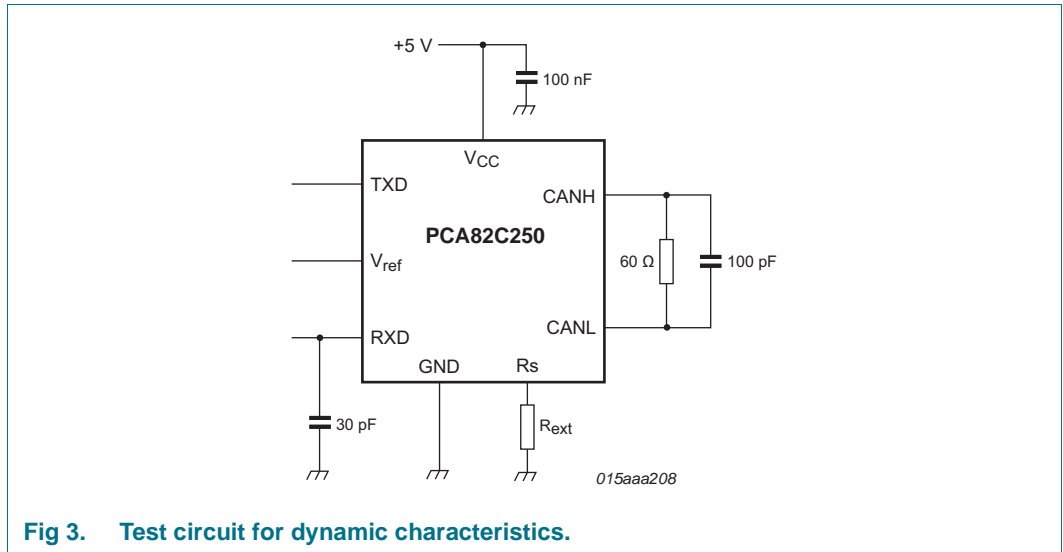 +5 V
100 nF
VCC
TXD
CANH
PCA82C250
60 Ω
100 pF
Vref
CANL
RXD
GND
Rs
30 pF
Rext
015aaa208
Fig 3. Test circuit for dynamic characteristics.